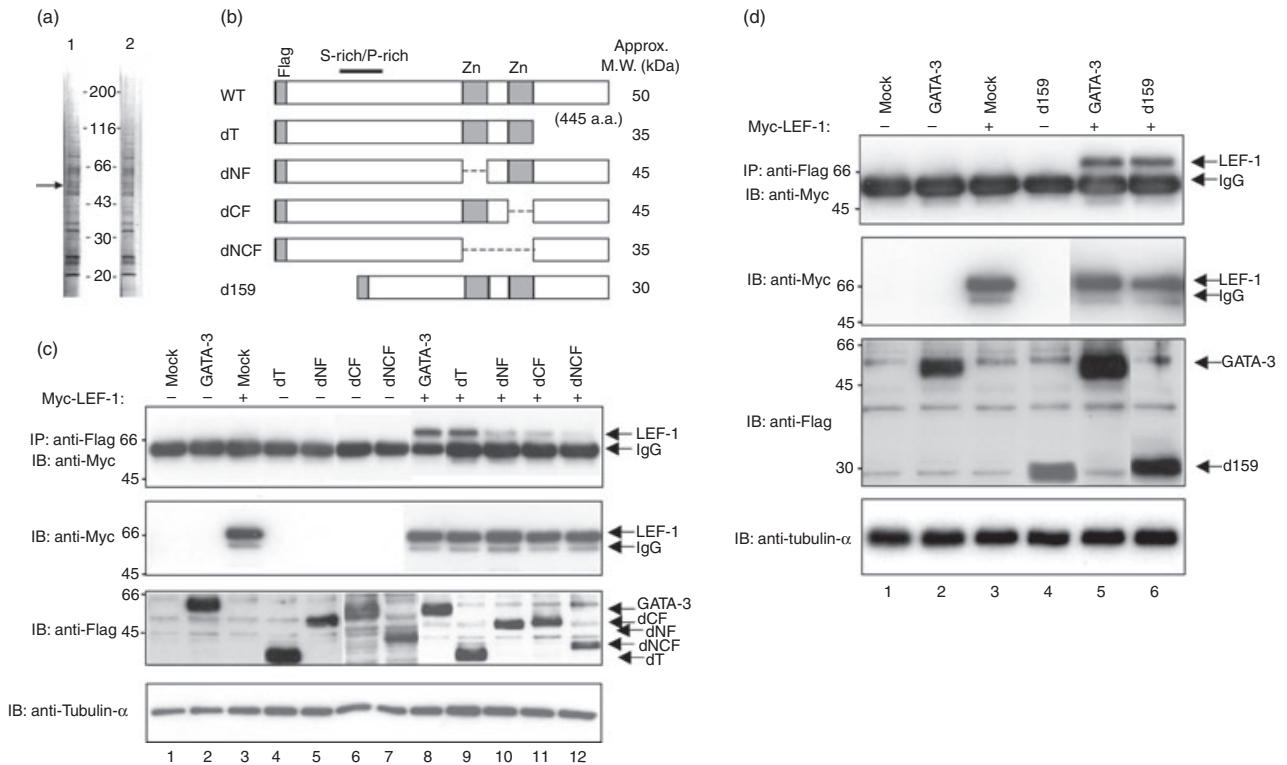 (a)
1 2
200
116
66
43
30
20
(b)
Flag
S-rich/P-rich
Zn Zn
Approx.
M.W. (kDa)
WT 50
(445 a.a.)
dT 35
dNF 45
dCF 45
dNCF 35
d159 30
(c)
Mock GATA-3 Mock dT dNF dCF dNCF GATA-3 dT dNF dCF dNCF
Myc-LEF-1: – – + – – – – + + + + +
IP: anti-Flag 66 LEF-1
IB: anti-Myc IgG
45
IB: anti-Myc 66 LEF-1
IgG
45
66 GATA-3
dCF
IB: anti-Flag 45 dNF
dNCF
dT
IB: anti-Tubulin-α
1 2 3 4 5 6 7 8 9 10 11 12
(d)
Mock GATA-3 Mock d159 GATA-3 d159
Myc-LEF-1: – – + – + +
LEF-1
IP: anti-Flag 66 IgG
IB: anti-Myc
45
IB: anti-Myc 66 LEF-1
IgG
45
66 GATA-3
45
IB: anti-Flag
30 d159
IB: anti-tubulin-α
1 2 3 4 5 6